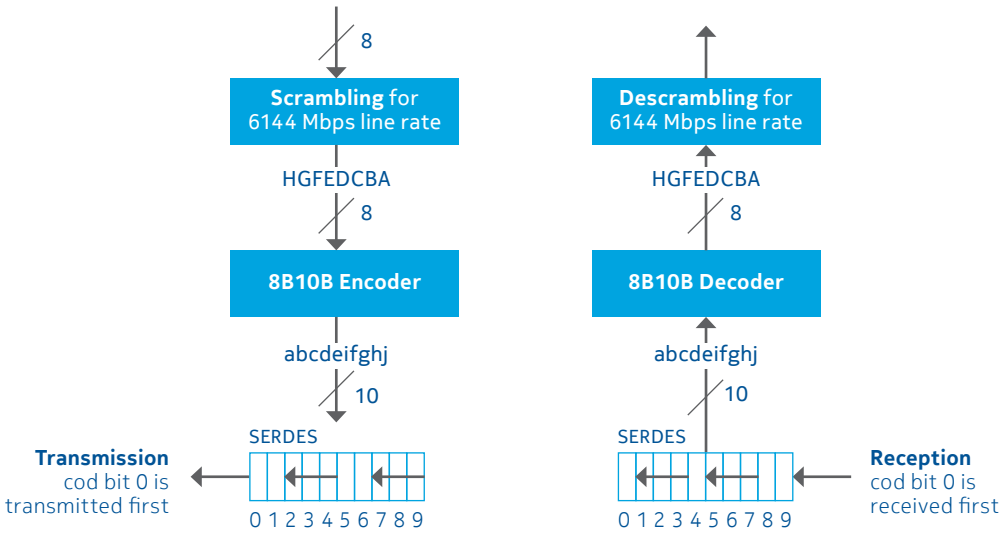 8
Scrambling for
6144 Mbps line rate
HGFEDCBA
8
8B10B Encoder
abcdeifghj
10
SERDES
Transmission
cod bit 0 is
transmitted first
0 1 2 3 4 5 6 7 8 9
Descrambling for
6144 Mbps line rate
HGFEDCBA
8
8B10B Decoder
abcdeifghj
10
SERDES
Reception
cod bit 0 is
received first
0 1 2 3 4 5 6 7 8 9